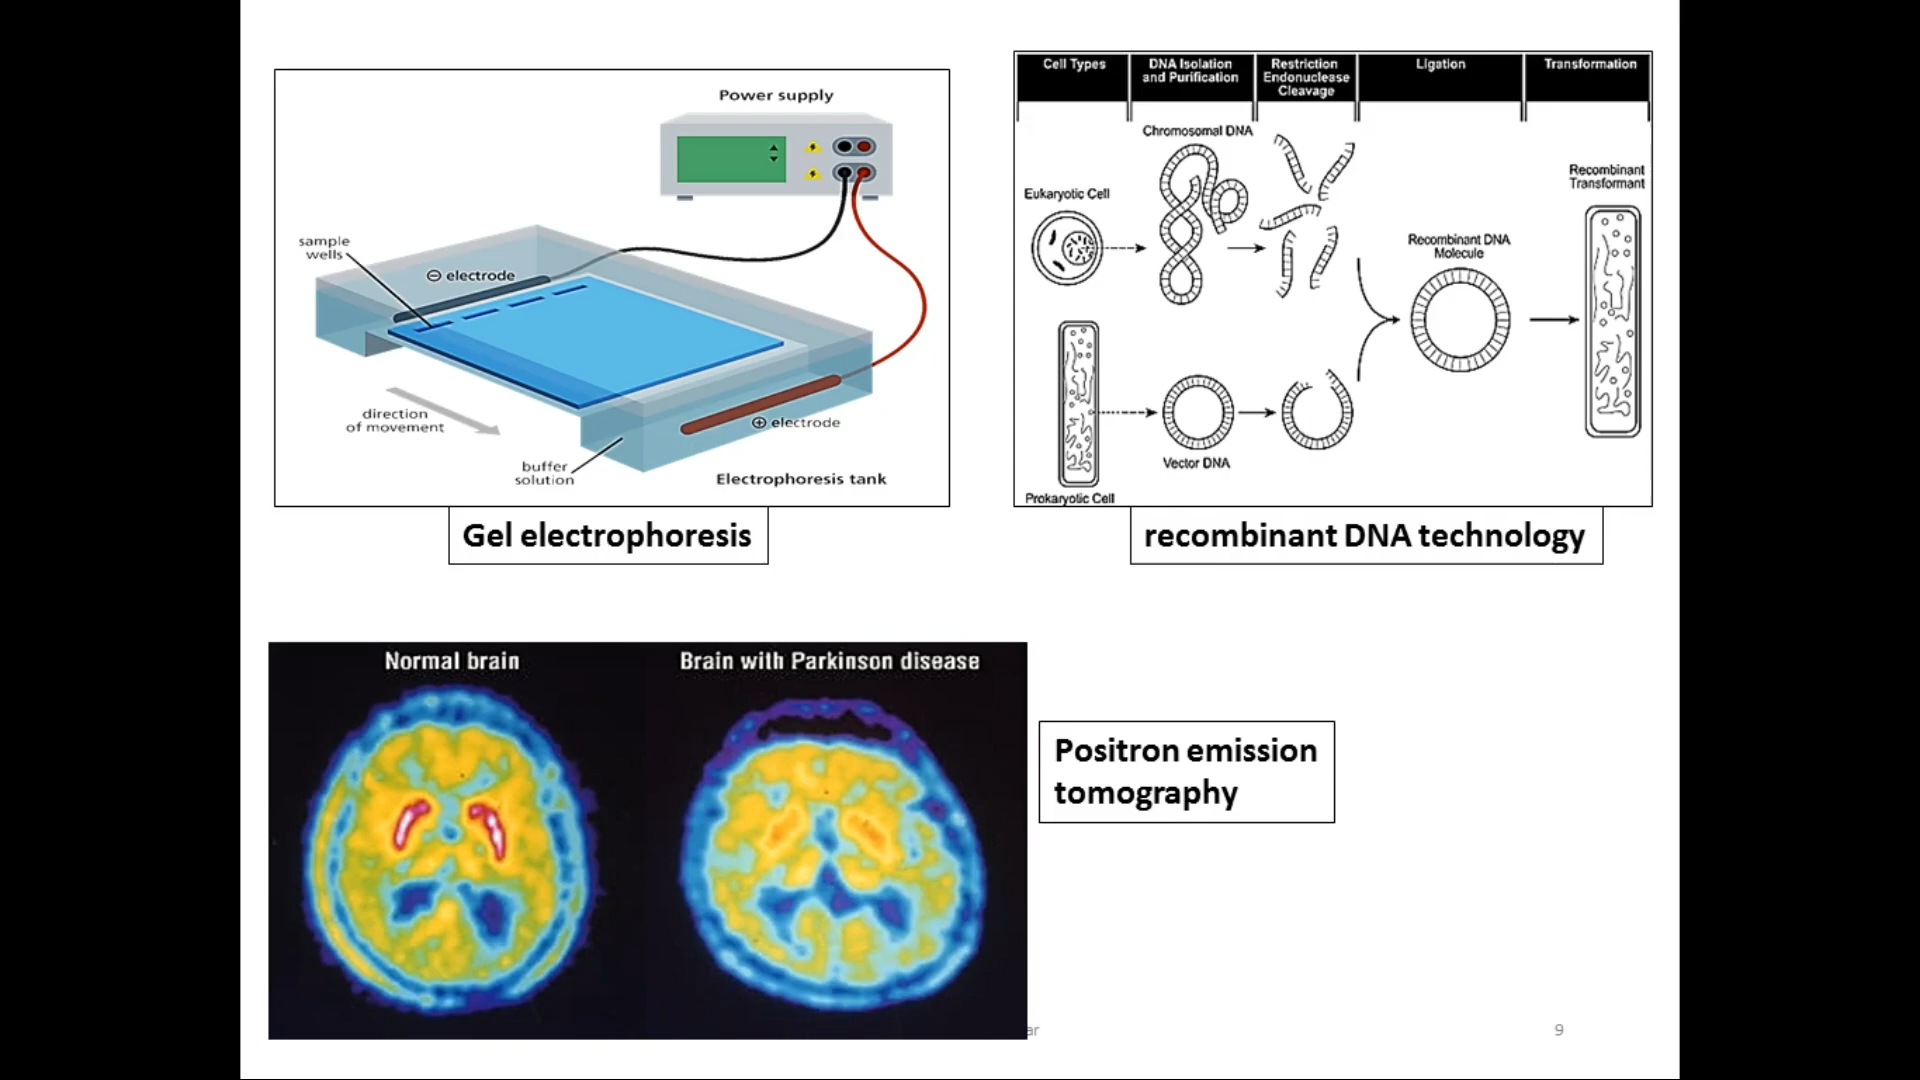 Power supply
sample
wells
⊖ electrode
direction
of movement
⊕ electrode
buffer
solution
Electrophoresis tank
Gel electrophoresis
Cell Types
DNA Isolation
and Purification
Restriction
Endonuclease
Cleavage
Ligation
Transformation
Chromosomal DNA
Eukaryotic Cell
Recombinant
Transformant
Recombinant DNA
Molecule
Vector DNA
Prokaryotic Cell
recombinant DNA technology
Normal brain
Brain with Parkinson disease
Positron emission
tomography
9